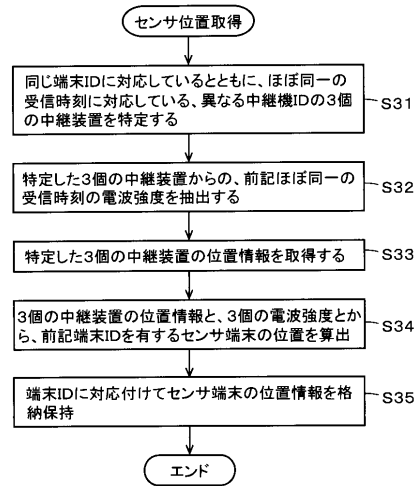 センサ位置取得
同じ端末IDに対応しているとともに、ほぼ同一の
受信時刻に対応している、異なる中継機IDの3個
の中継装置を特定する
S31
特定した3個の中継装置からの、前記ほぼ同一の
受信時刻の電波強度を抽出する
S32
特定した3個の中継装置の位置情報を取得する
S33
3個の中継装置の位置情報と、3個の電波強度とか
ら、前記端末IDを有するセンサ端末の位置を算出
S34
端末IDに対応付けてセンサ端末の位置情報を格
納保持
S35
エンド